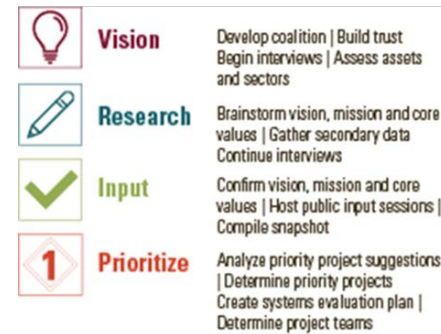 Vision
Develop coalition | Build trust
Begin interviews | Assess assets
and sectors
Research
Brainstorm vision, mission and core
values | Gather secondary data
Continue interviews
Input
Confirm vision, mission and core
values | Host public input sessions |
Compile snapshot
1
Prioritize
Analyze priority project suggestions
| Determine priority projects
Create systems evaluation plan |
Determine project teams